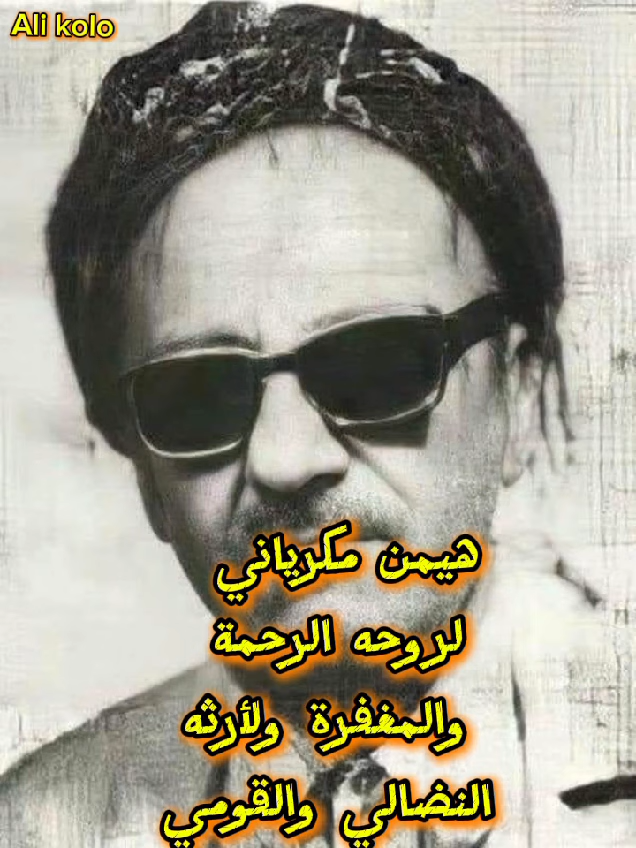 Ali kolo
هيمن مكرياني
لروحه الرحمة
والمغفرة ولأرثه
النضالي والقومي